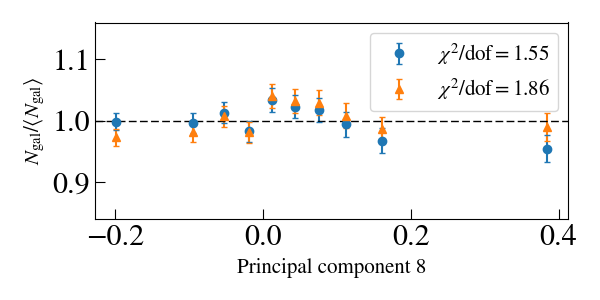 1.1
1.0
0.9
N_gal/⟨N_gal⟩
χ²/dof = 1.55
χ²/dof = 1.86
−0.2 0.0 0.2 0.4
Principal component 8